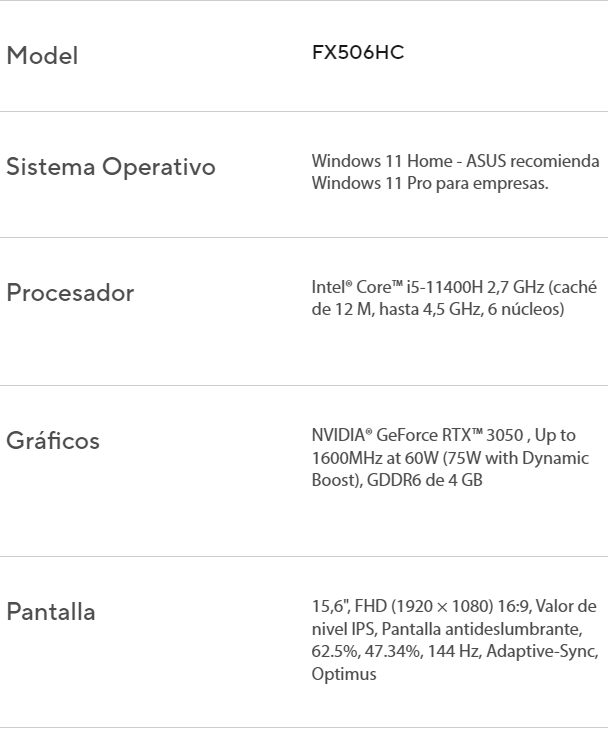 Model
FX506HC
Sistema Operativo
Windows 11 Home - ASUS recomienda
Windows 11 Pro para empresas.
Procesador
Intel® Core™ i5-11400H 2,7 GHz (caché
de 12 M, hasta 4,5 GHz, 6 núcleos)
Gráficos
NVIDIA® GeForce RTX™ 3050 , Up to
1600MHz at 60W (75W with Dynamic
Boost), GDDR6 de 4 GB
Pantalla
15,6", FHD (1920 × 1080) 16:9, Valor de
nivel IPS, Pantalla antideslumbrante,
62.5%, 47.34%, 144 Hz, Adaptive-Sync,
Optimus